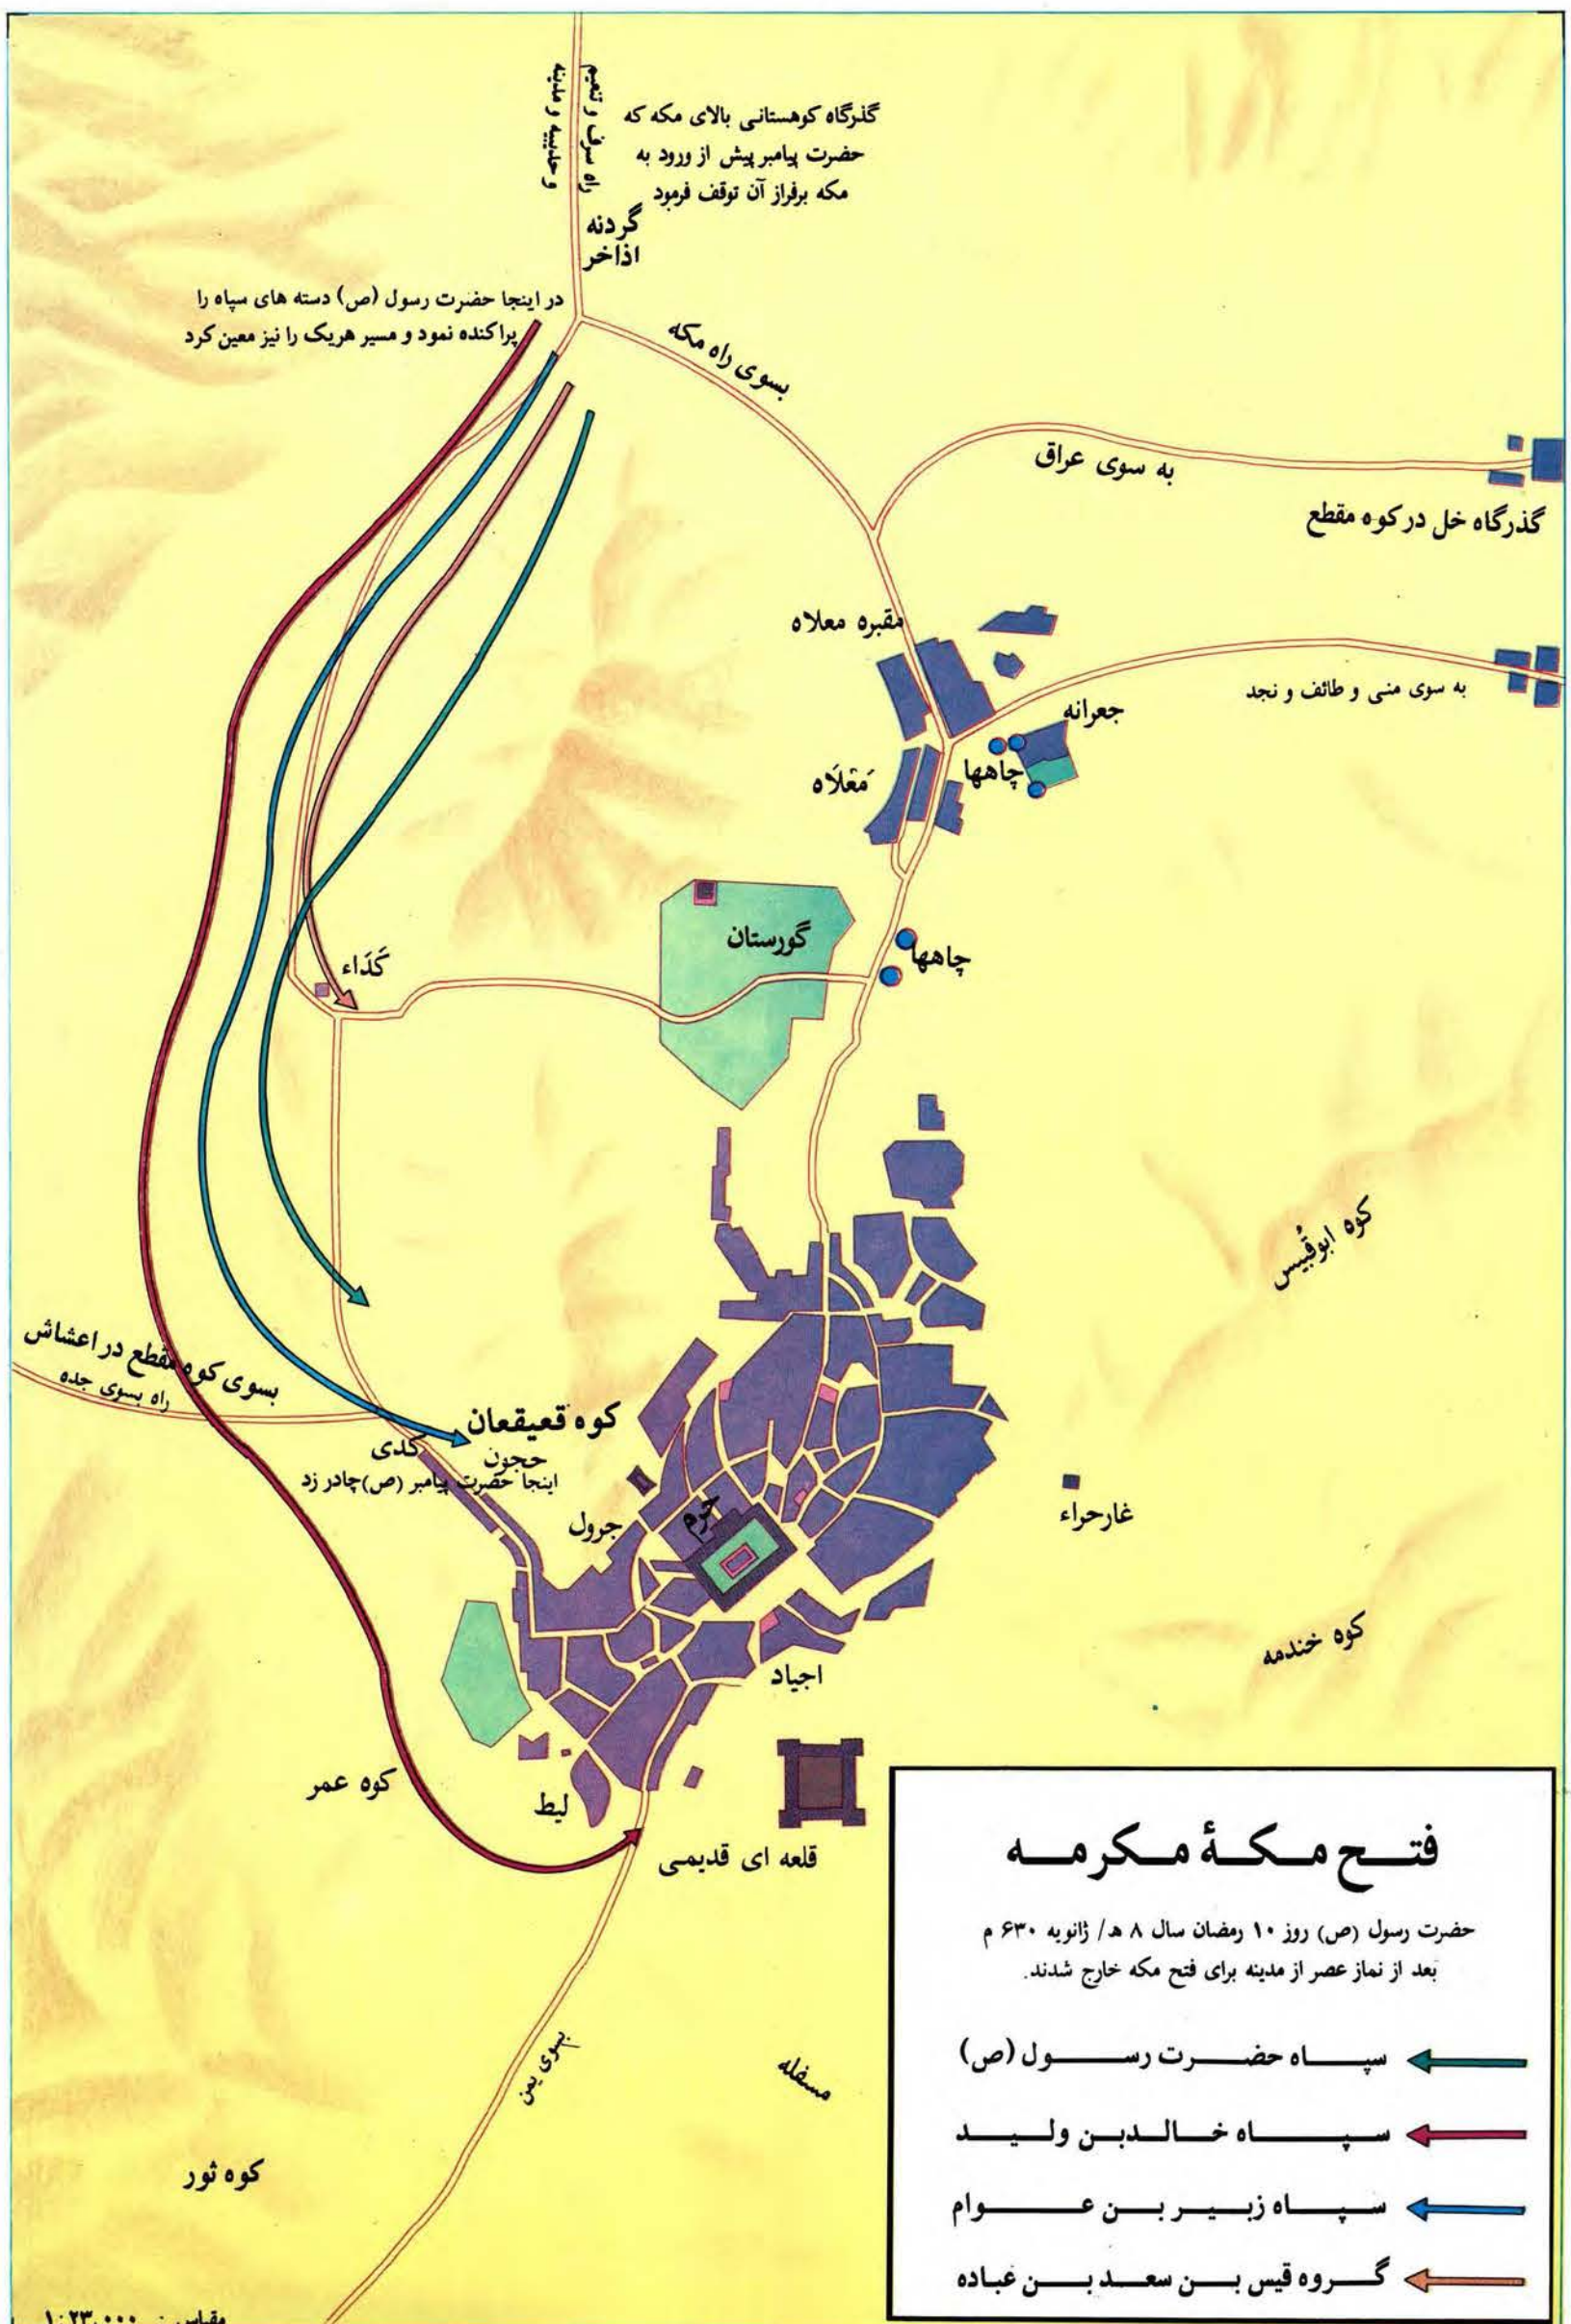 راه سرف و تنعیم
و حدیبیه و مدینه
گذرگاه کوهستانی بالای مکه که
حضرت پیامبر پیش از ورود به
مکه برفراز آن توقف فرمود
گردنه
اذاخر
در اینجا حضرت رسول (ص) دسته های سپاه را
پراکنده نمود و مسیر هریک را نیز معین کرد
بسوی راه مکه
به سوی عراق
گذرگاه خل در کوه مقطع
مقبره معلاه
به سوی منی و طائف و نجد
جعرانه
چاهها
مَعْلَاه
گورستان
چاهها
کَدَاء
کوه ابوقُبیس
بسوی کوه مقطع در اعشاش
راه بسوی جده
کوه قعیقعان
کدی
حجون
اینجا حضرت پیامبر (ص) چادر زد
جرول
حرم
غارحراء
کوه خندمه
اجیاد
کوه عمر
لیط
قلعه ای قدیمی
بسوی یمن
مسفله
کوه ثور
مقیاس: ۱:۲۳.۰۰۰
فتح مکهٔ مکرمه
حضرت رسول (ص) روز ۱۰ رمضان سال ۸ هـ/ ژانویه ۶۳۰ م
بعد از نماز عصر از مدینه برای فتح مکه خارج شدند.
سپاه حضرت رسول (ص)
سپاه خالدبن ولید
سپاه زبیر بن عوام
گروه قیس بن سعد بن عباده